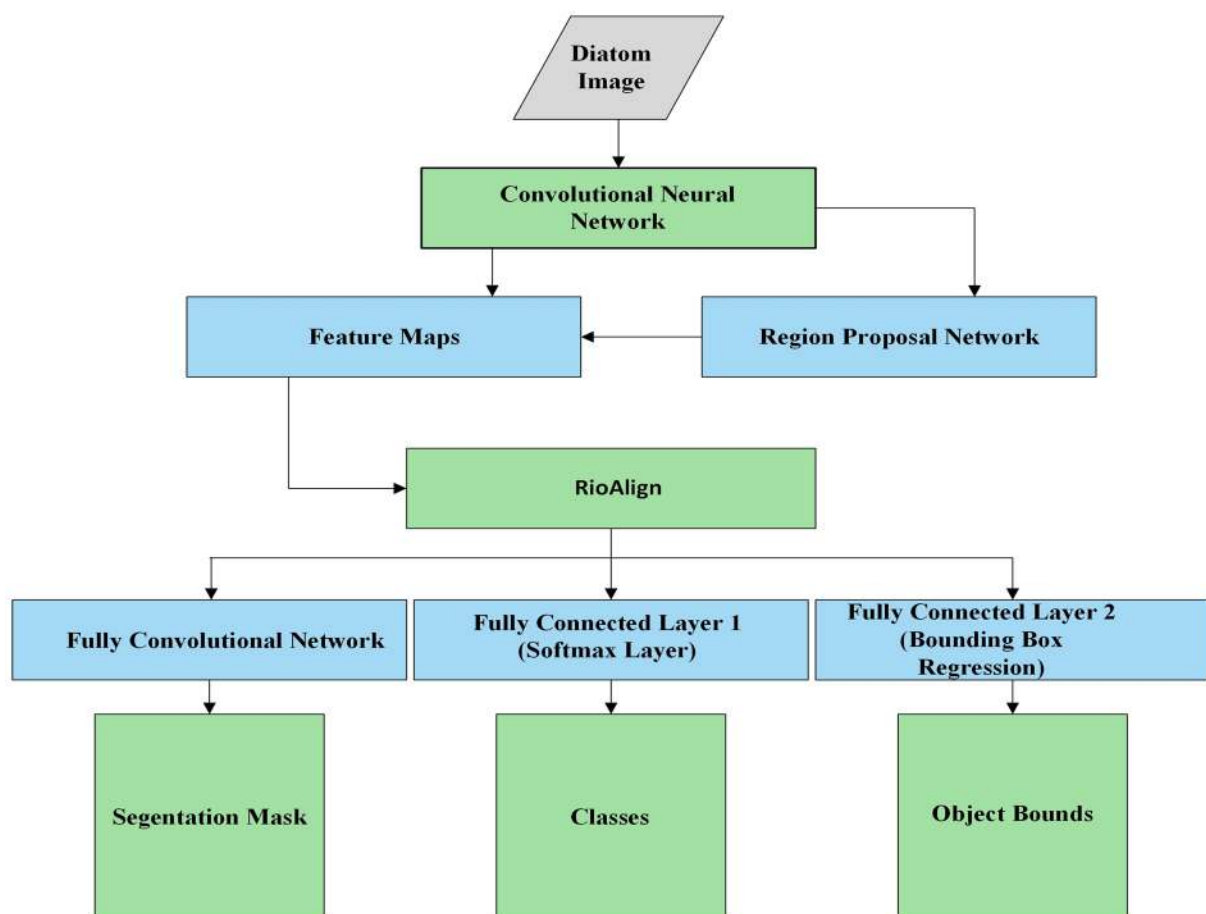 Diatom
Image
Convolutional Neural
Network
Feature Maps
Region Proposal Network
RioAlign
Fully Convolutional Network
Fully Connected Layer 1
(Softmax Layer)
Fully Connected Layer 2
(Bounding Box
Regression)
Segentation Mask
Classes
Object Bounds